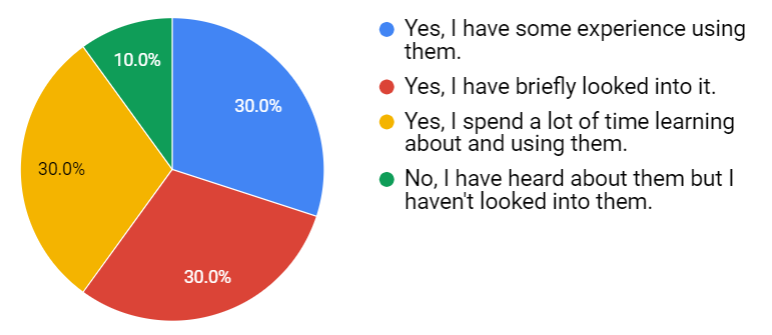 10.0%
30.0%
30.0%
30.0%
Yes, I have some experience using
them.
Yes, I have briefly looked into it.
Yes, I spend a lot of time learning
about and using them.
No, I have heard about them but I
haven't looked into them.